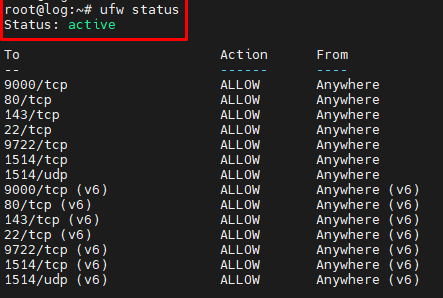 root@log:~# ufw status
Status: active
To Action From
-- ------ ----
9000/tcp ALLOW Anywhere
80/tcp ALLOW Anywhere
143/tcp ALLOW Anywhere
22/tcp ALLOW Anywhere
9722/tcp ALLOW Anywhere
1514/tcp ALLOW Anywhere
1514/udp ALLOW Anywhere
9000/tcp (v6) ALLOW Anywhere (v6)
80/tcp (v6) ALLOW Anywhere (v6)
143/tcp (v6) ALLOW Anywhere (v6)
22/tcp (v6) ALLOW Anywhere (v6)
9722/tcp (v6) ALLOW Anywhere (v6)
1514/tcp (v6) ALLOW Anywhere (v6)
1514/udp (v6) ALLOW Anywhere (v6)